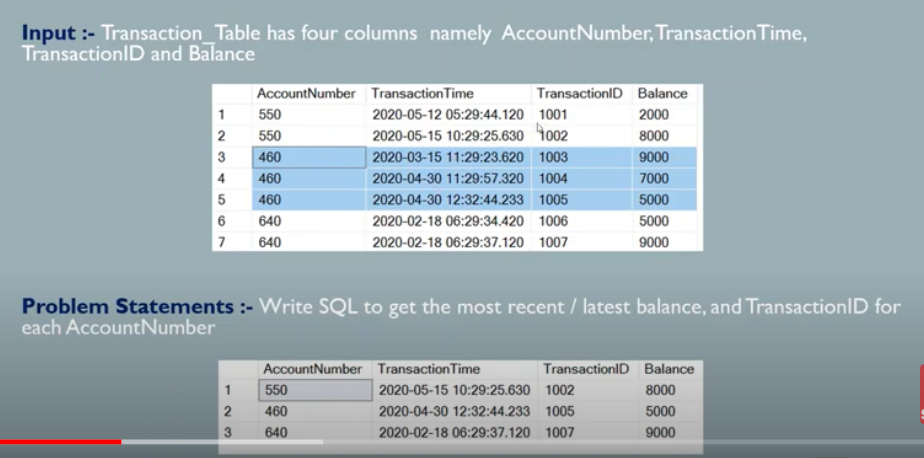 Input :- Transaction_Table has four columns namely AccountNumber, TransactionTime,
TransactionID and Balance
AccountNumber TransactionTime TransactionID Balance
1 550 2020-05-12 05:29:44.120 1001 2000
2 550 2020-05-15 10:29:25.630 1002 8000
3 460 2020-03-15 11:29:23.620 1003 9000
4 460 2020-04-30 11:29:57.320 1004 7000
5 460 2020-04-30 12:32:44.233 1005 5000
6 640 2020-02-18 06:29:34.420 1006 5000
7 640 2020-02-18 06:29:37.120 1007 9000
Problem Statements :- Write SQL to get the most recent / latest balance, and TransactionID for
each AccountNumber
AccountNumber TransactionTime TransactionID Balance
1 550 2020-05-15 10:29:25.630 1002 8000
2 460 2020-04-30 12:32:44.233 1005 5000
3 640 2020-02-18 06:29:37.120 1007 9000